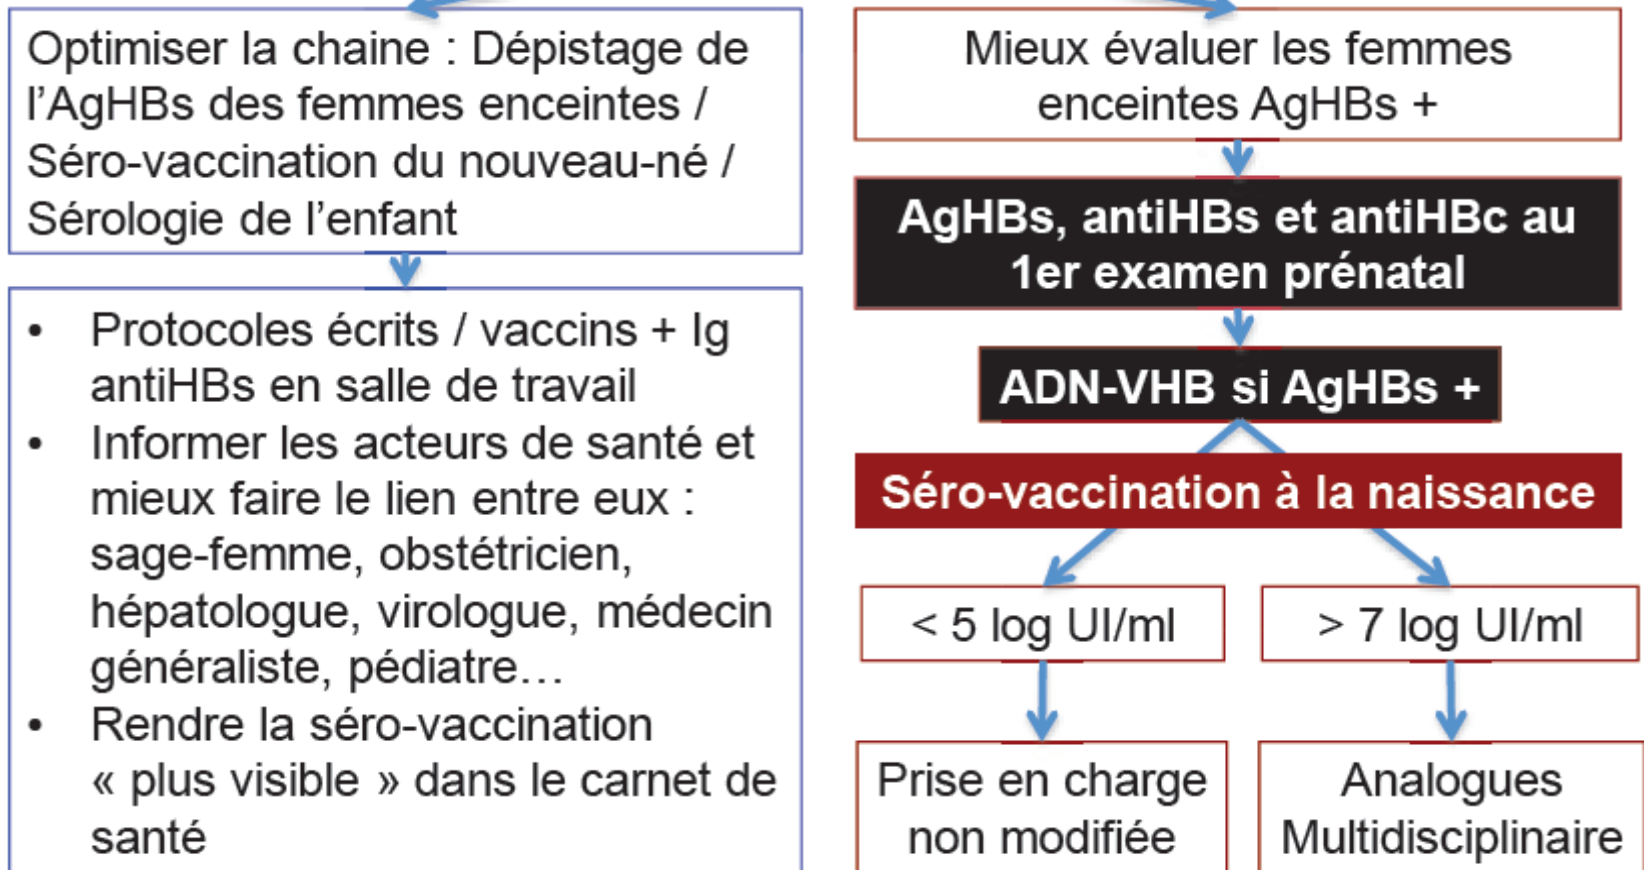 Optimiser la chaine : Dépistage de
l’AgHBs des femmes enceintes /
Séro-vaccination du nouveau-né /
Sérologie de l’enfant
• Protocoles écrits / vaccins + Ig
antiHBs en salle de travail
• Informer les acteurs de santé et
mieux faire le lien entre eux :
sage-femme, obstétricien,
hépatologue, virologue, médecin
généraliste, pédiatre…
• Rendre la séro-vaccination
« plus visible » dans le carnet de
santé
Mieux évaluer les femmes
enceintes AgHBs +
AgHBs, antiHBs et antiHBc au
1er examen prénatal
ADN-VHB si AgHBs +
Séro-vaccination à la naissance
< 5 log UI/ml
> 7 log UI/ml
Prise en charge
non modifiée
Analogues
Multidisciplinaire